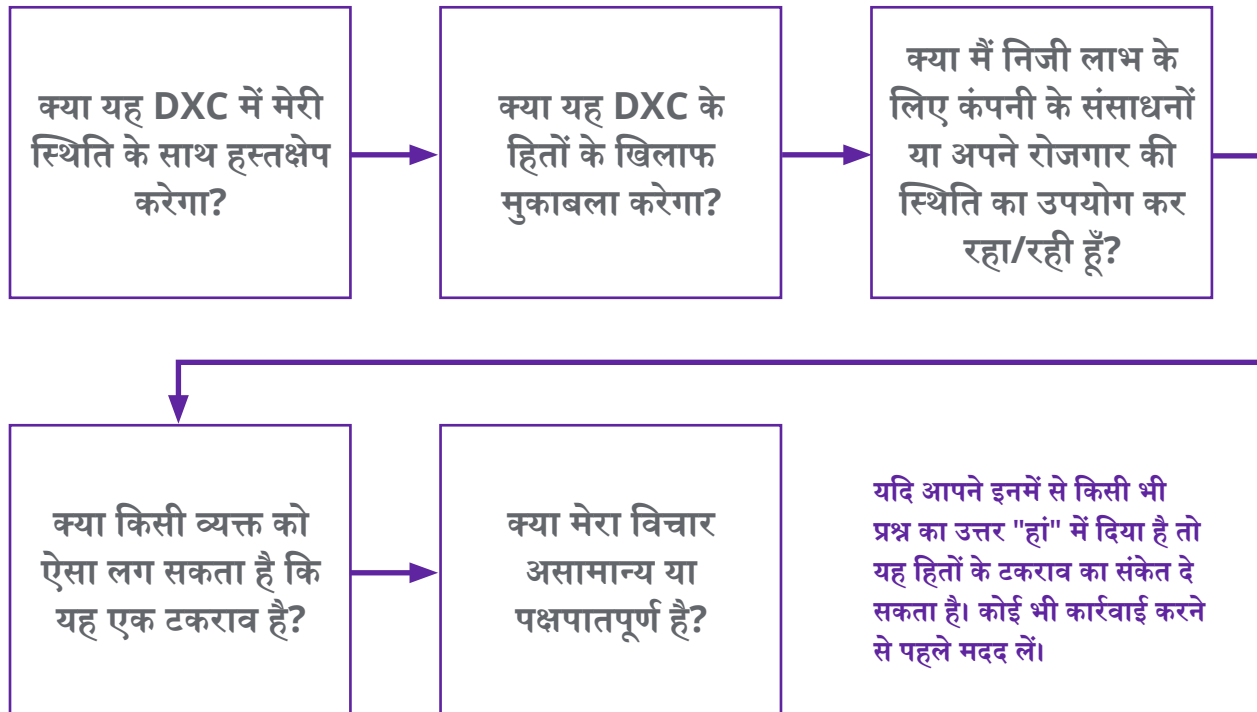 क्या यह DXC में मेरी
स्थिति के साथ हस्तक्षेप
करेगा?
क्या यह DXC के
हितों के खिलाफ
मुकाबला करेगा?
क्या मैं निजी लाभ के
लिए कंपनी के संसाधनों
या अपने रोजगार की
स्थिति का उपयोग कर
रहा/रही हूँ?
क्या किसी व्यक्त को
ऐसा लग सकता है कि
यह एक टकराव है?
क्या मेरा विचार
असामान्य या
पक्षपातपूर्ण है?
यदि आपने इनमें से किसी भी
प्रश्न का उत्तर "हां" में दिया है तो
यह हितों के टकराव का संकेत दे
सकता है। कोई भी कार्रवाई करने
से पहले मदद लें।